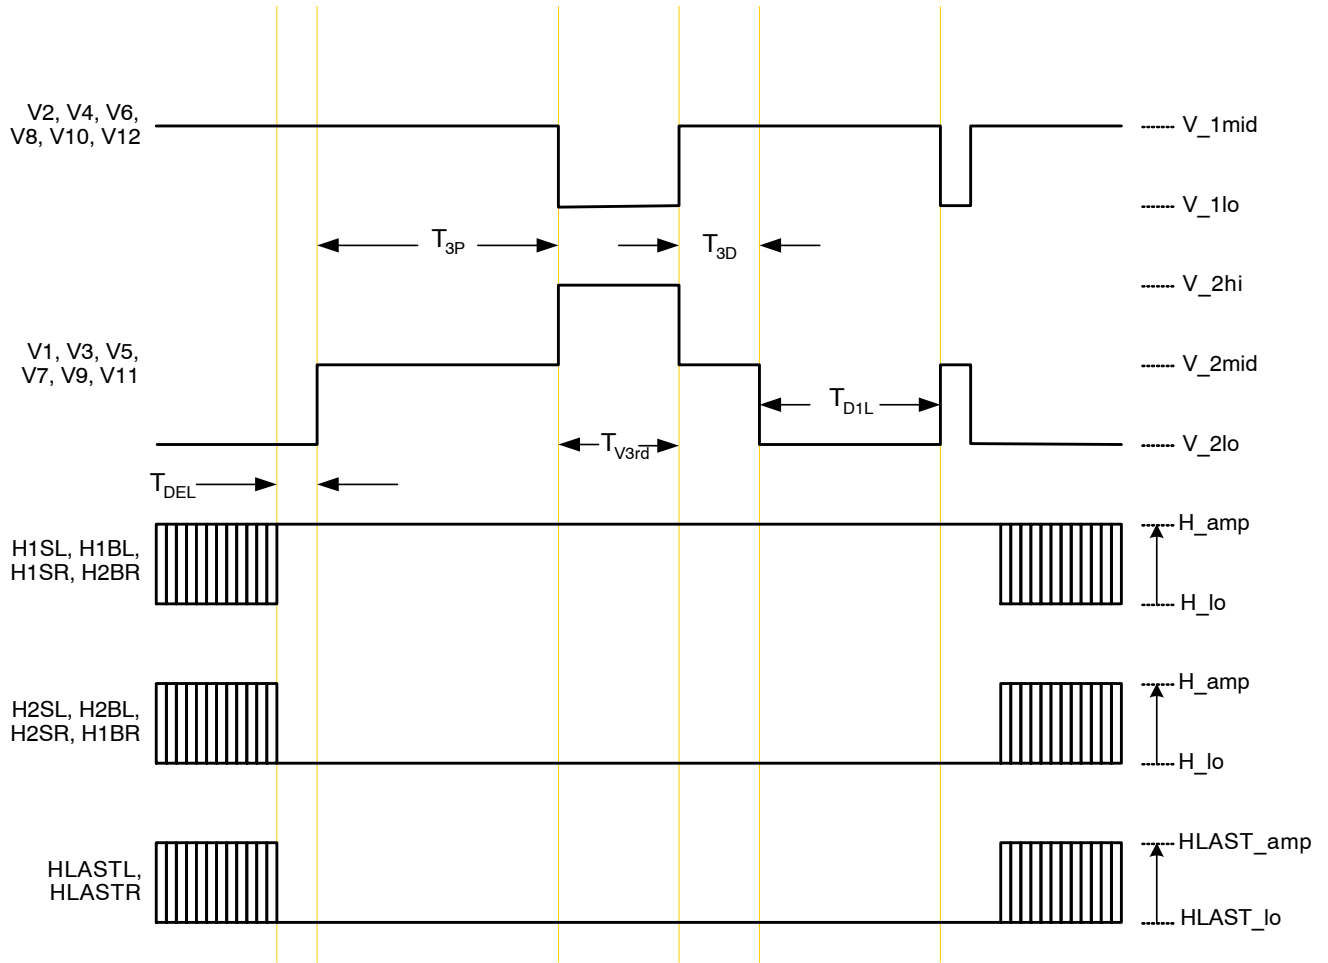 V2, V4, V6,
V8, V10, V12
V_1mid
V_1lo
T3P
T3D
V_2hi
V1, V3, V5,
V7, V9, V11
V_2mid
TD1L
TV3rd
V_2lo
TDEL
H1SL, H1BL,
H1SR, H2BR
H_amp
H_lo
H2SL, H2BL,
H2SR, H1BR
H_amp
H_lo
HLASTL,
HLASTR
HLAST_amp
HLAST_lo